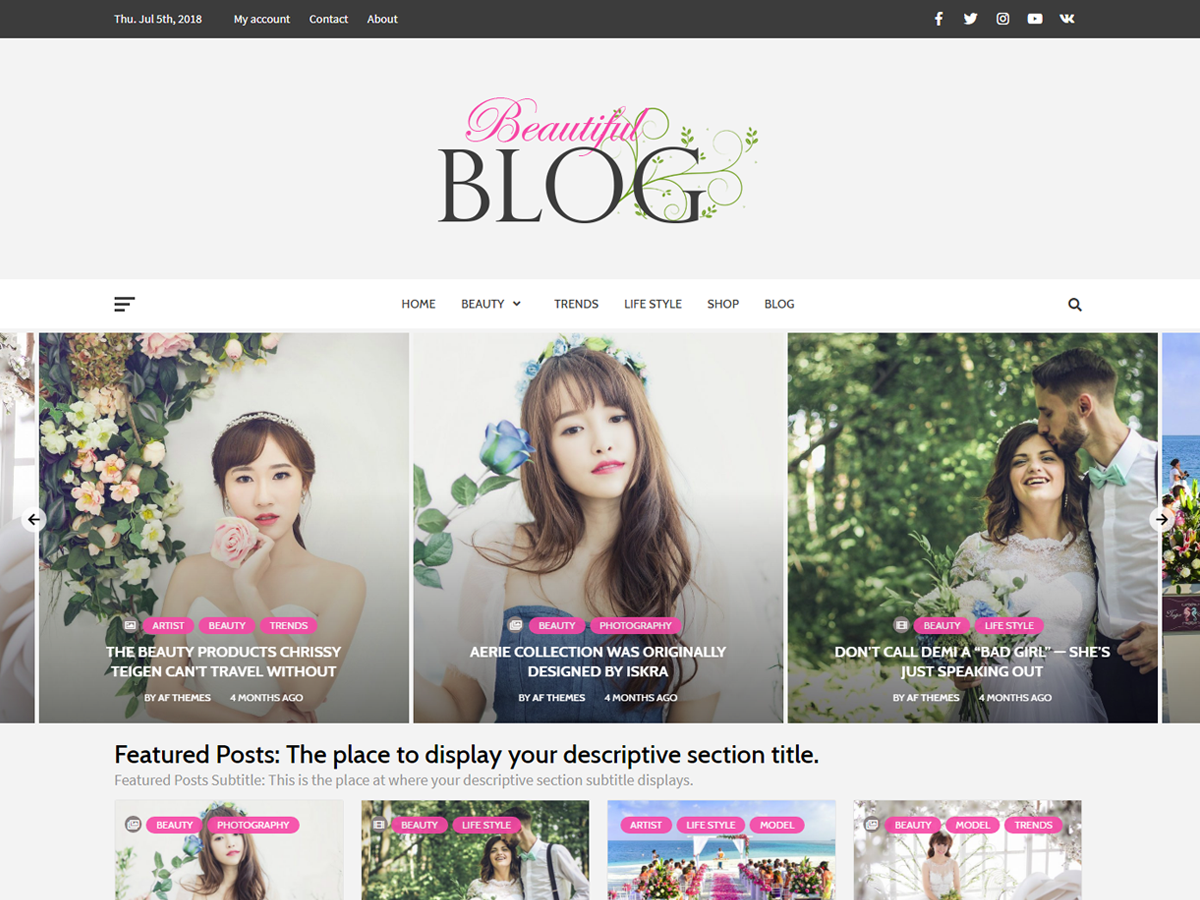 Thu. Jul 5th, 2018 My account Contact About
Beautiful
BLOG
HOME BEAUTY TRENDS LIFE STYLE SHOP BLOG
ARTIST BEAUTY TRENDS
THE BEAUTY PRODUCTS CHRISSY
TEIGEN CAN'T TRAVEL WITHOUT
BY AF THEMES 4 MONTHS AGO
BEAUTY PHOTOGRAPHY
AERIE COLLECTION WAS ORIGINALLY
DESIGNED BY ISKRA
BY AF THEMES 4 MONTHS AGO
BEAUTY LIFE STYLE
DON'T CALL DEMI A “BAD GIRL” — SHE'S
JUST SPEAKING OUT
BY AF THEMES 4 MONTHS AGO
Featured Posts: The place to display your descriptive section title.
Featured Posts Subtitle: This is the place at where your descriptive section subtitle displays.
BEAUTY PHOTOGRAPHY
BEAUTY LIFE STYLE
ARTIST LIFE STYLE MODEL
BEAUTY MODEL TRENDS